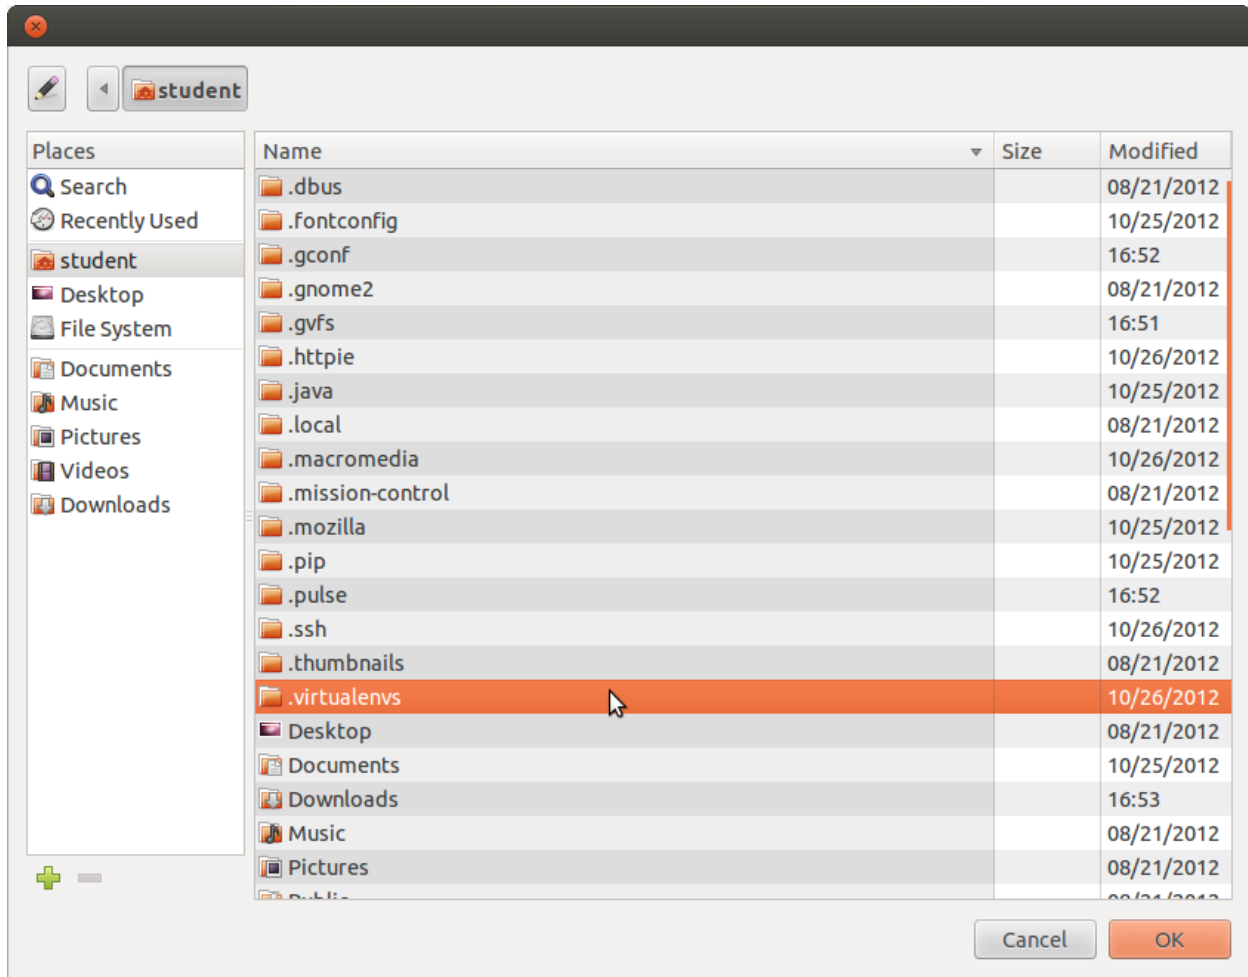 student
Places
Search
Recently Used
student
Desktop
File System
Documents
Music
Pictures
Videos
Downloads
Name Size Modified
.dbus 08/21/2012
.fontconfig 10/25/2012
.gconf 16:52
.gnome2 08/21/2012
.gvfs 16:51
.httpie 10/26/2012
.java 10/25/2012
.local 08/21/2012
.macromedia 10/26/2012
.mission-control 08/21/2012
.mozilla 10/25/2012
.pip 10/25/2012
.pulse 16:52
.ssh 10/26/2012
.thumbnails 08/21/2012
.virtualenvs 10/26/2012
Desktop 08/21/2012
Documents 10/25/2012
Downloads 16:53
Music 08/21/2012
Pictures 08/21/2012
Public 08/21/2012
Cancel OK